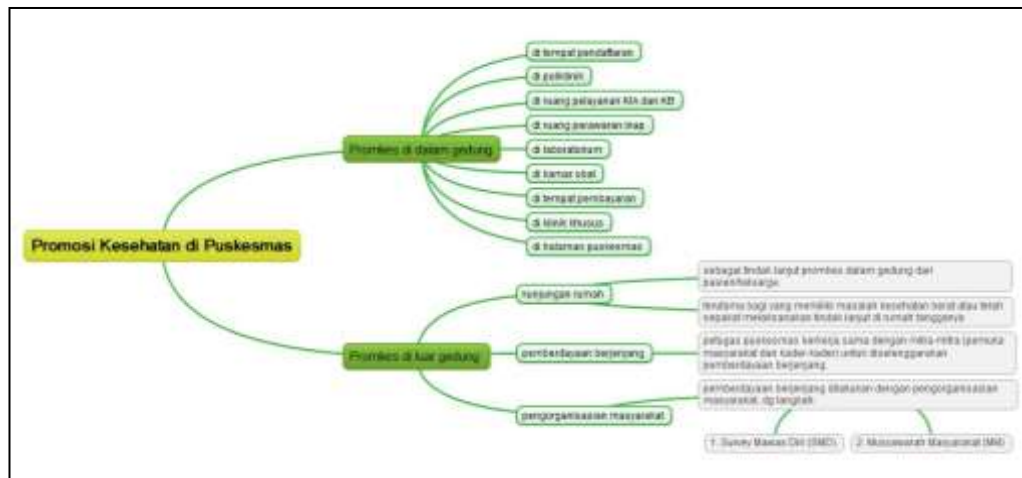 Promosi Kesehatan di Puskesmas
Promkes di dalam gedung
di tempat pendaftaran
di poliklinik
di ruang pelayanan KIA dan KB
di ruang perawatan inap
di laboratorium
di kamar obat
di tempat pembayaran
di klinik khusus
di halaman puskesmas
Promkes di luar gedung
kunjungan rumah
sebagai tindak lanjut promkes dalam gedung dari
pasien/keluarga
terutama bagi yang memiliki masalah kesehatan berat atau telah
sepakat melaksanakan tindak lanjut di rumah tangganya
pemberdayaan berjenjang
petugas puskesmas kerja sama dengan mitra-mitra (pemuka
masyarakat dan kader-kader) untuk
pemberdayaan berjenjang
pengorganisasian masyarakat
pemberdayaan berjenjang dilakukan dengan pengorganisasian
masyarakat, dg langkah:
1. Survey Mawas Diri (SMD)
2. Musyawarah Masyarakat (MM)